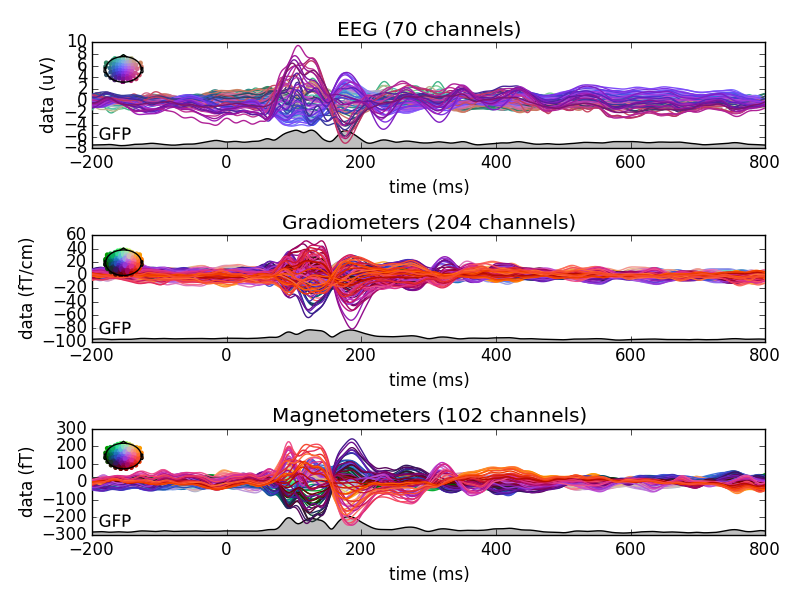 EEG (70 channels)
data (uV)
10
8
6
4
2
0
−2
−4
−6
−8
GFP
−200 0 200 400 600 800
time (ms)
Gradiometers (204 channels)
data (fT/cm)
60
40
20
0
−20
−40
−60
−80
−100
GFP
−200 0 200 400 600 800
time (ms)
Magnetometers (102 channels)
data (fT)
300
200
100
0
−100
−200
−300
GFP
−200 0 200 400 600 800
time (ms)